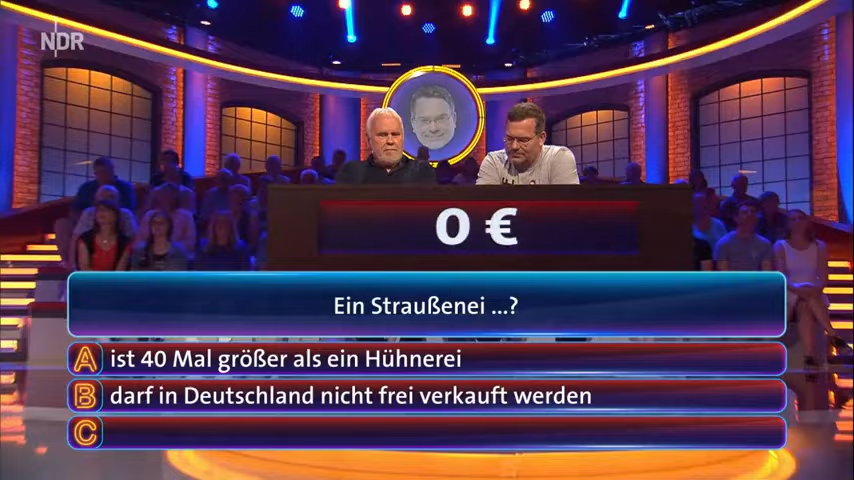 NDR
0 €
Ein Straußenei ...?
A ist 40 Mal größer als ein Hühnerei
B darf in Deutschland nicht frei verkauft werden
C